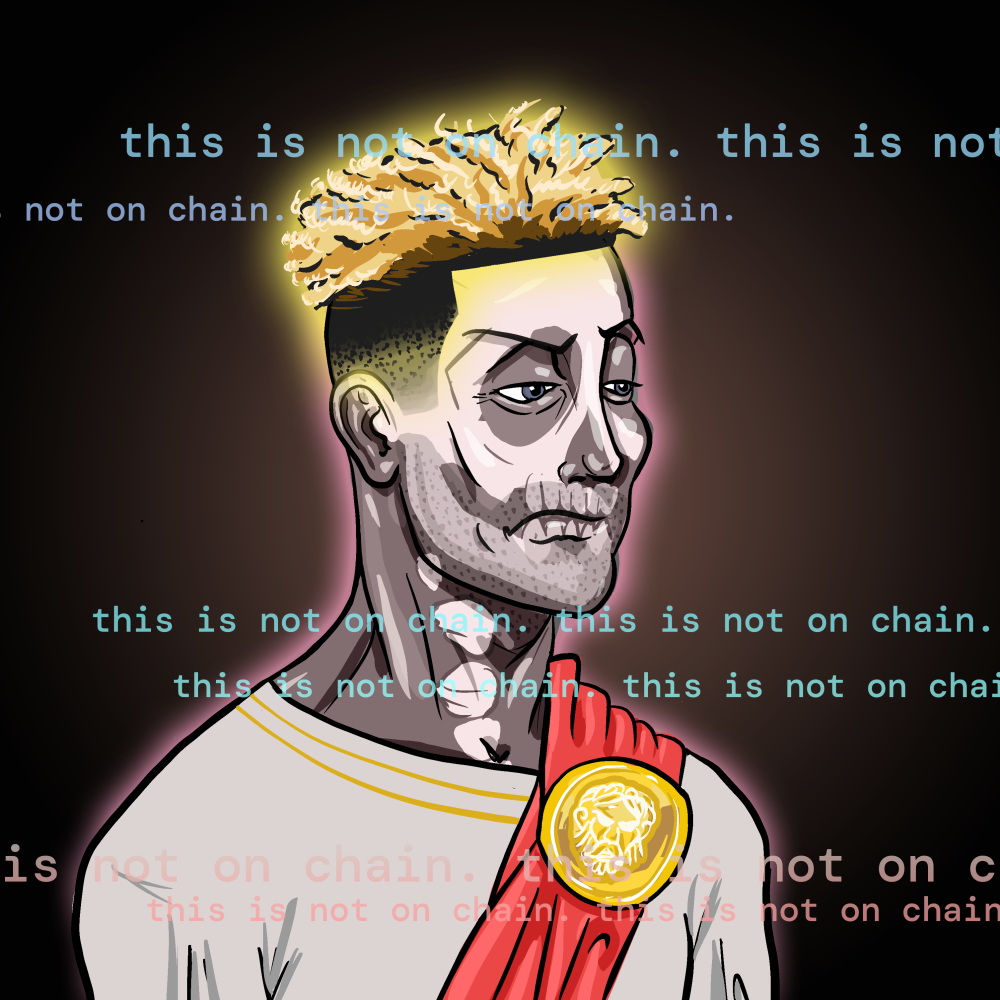 this is not on chain. this is not
not on chain. this is not on chain.
this is not on chain. this is not on chain.
this is not on chain. this is not on chai
is not on chain. this is not on c
this is not on chain. this is not on chain